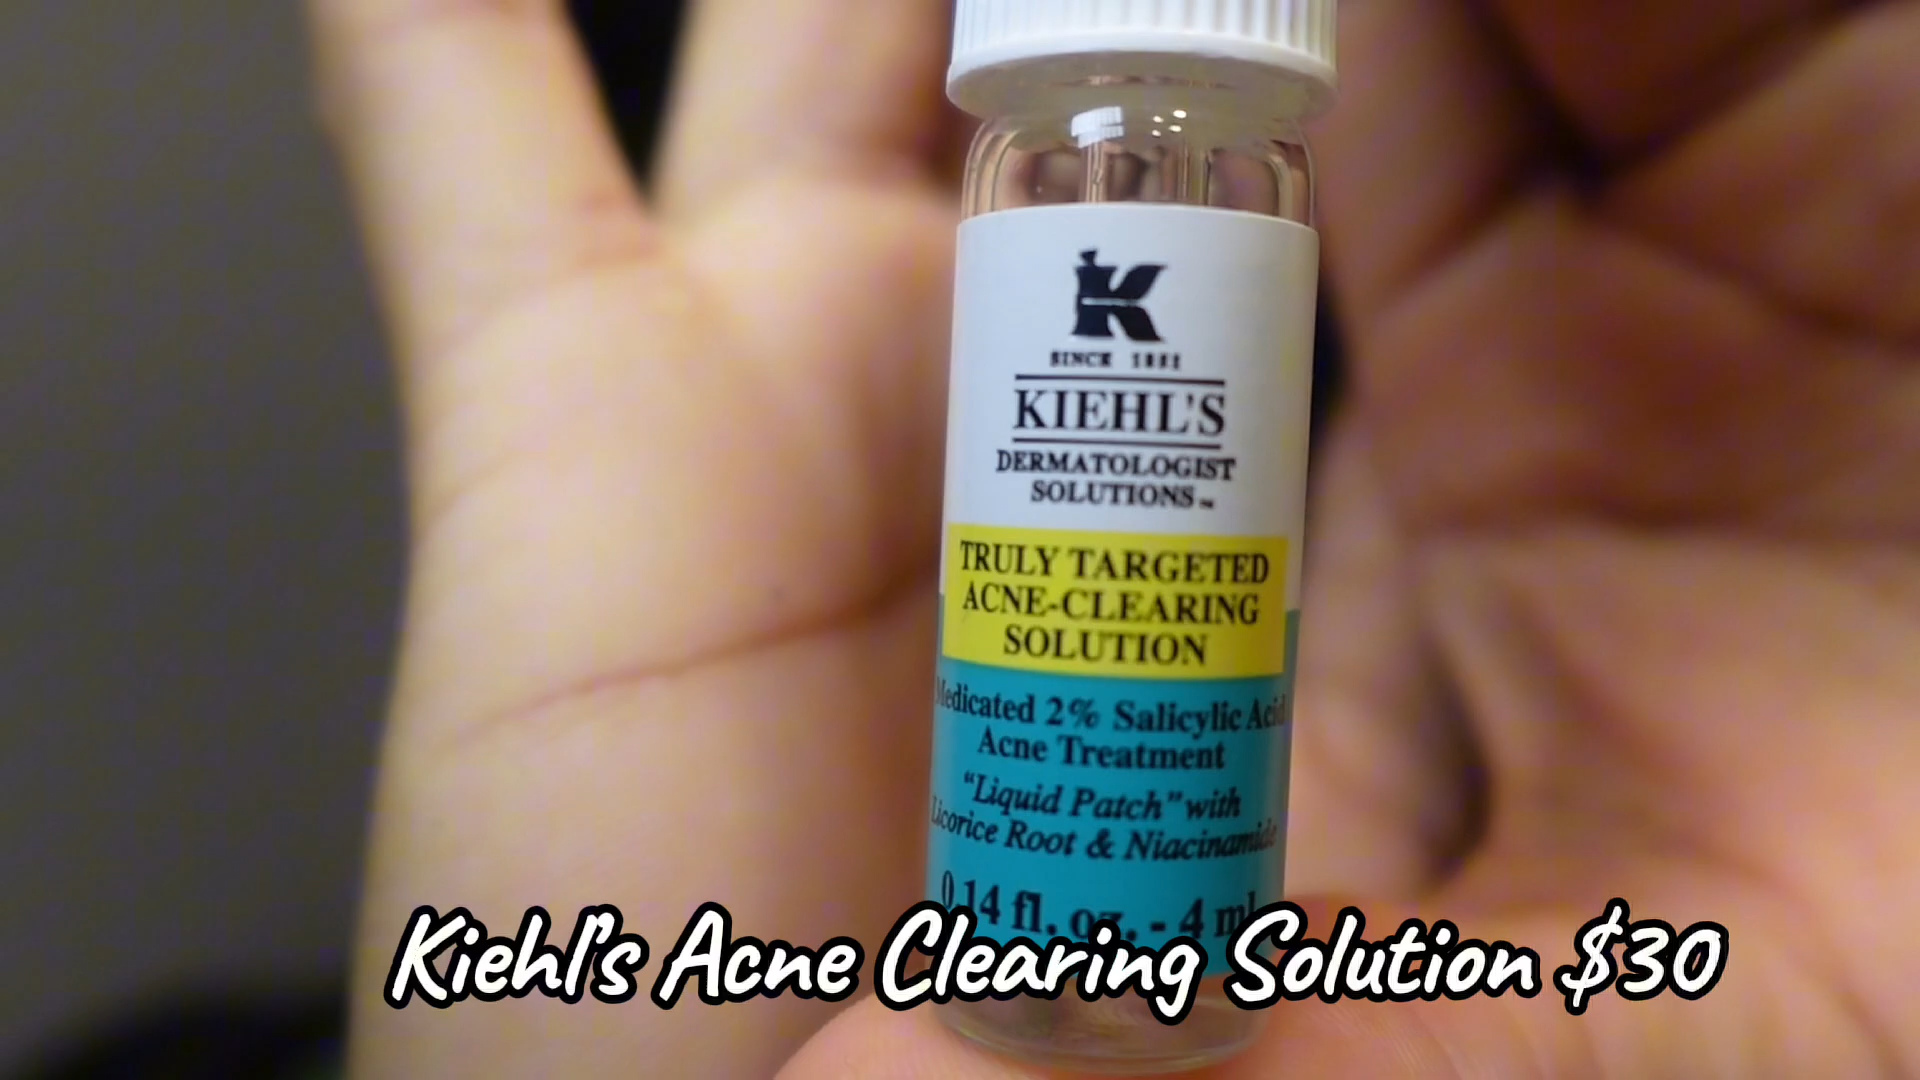 K
SINCE 1851
KIEHL'S
DERMATOLOGIST
SOLUTIONS™
TRULY TARGETED
ACNE-CLEARING
SOLUTION
Medicated 2% Salicylic Acid
Acne Treatment
"Liquid Patch" with
Licorice Root & Niacinamide
0.14 fl. oz. - 4 ml
Kiehl's Acne Clearing Solution $30